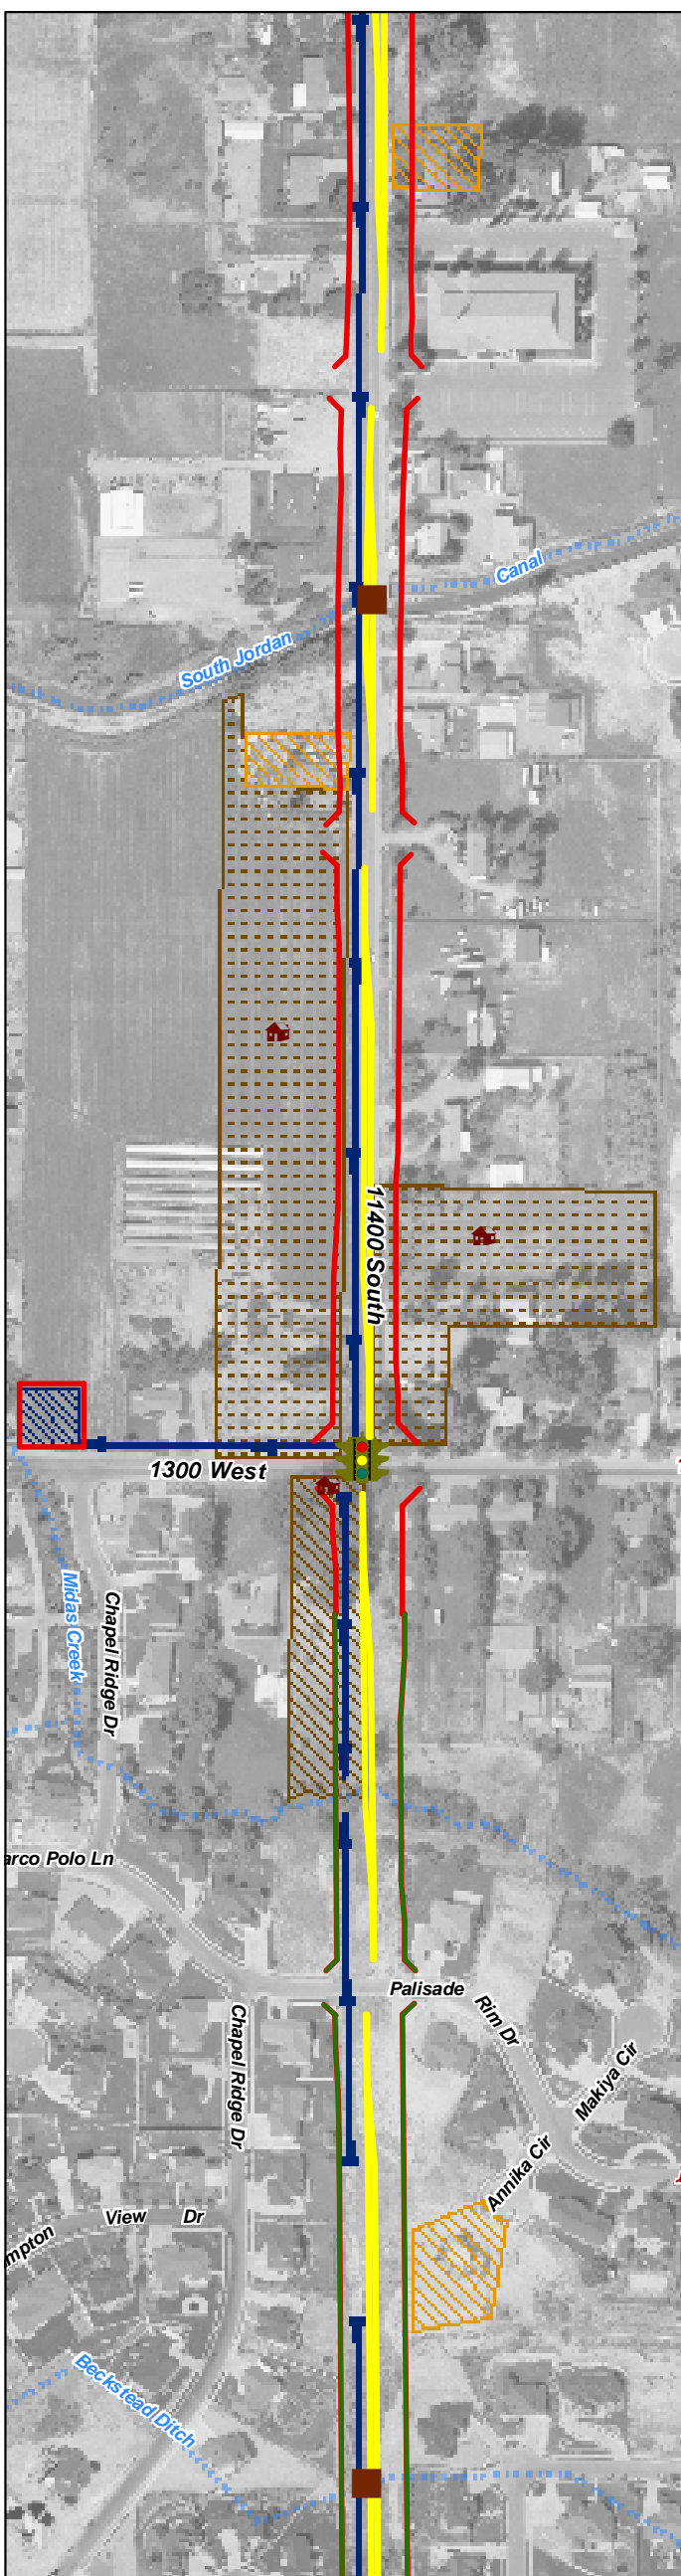 Canal
South Jordan
11400 South
1300 West
Midas Creek
Chapel Ridge Dr
arco Polo Ln
Palisade
Rim Dr
Chapel Ridge Dr
Makiya Cir
Annika Cir
View Dr
mpton
Beckstead Ditch